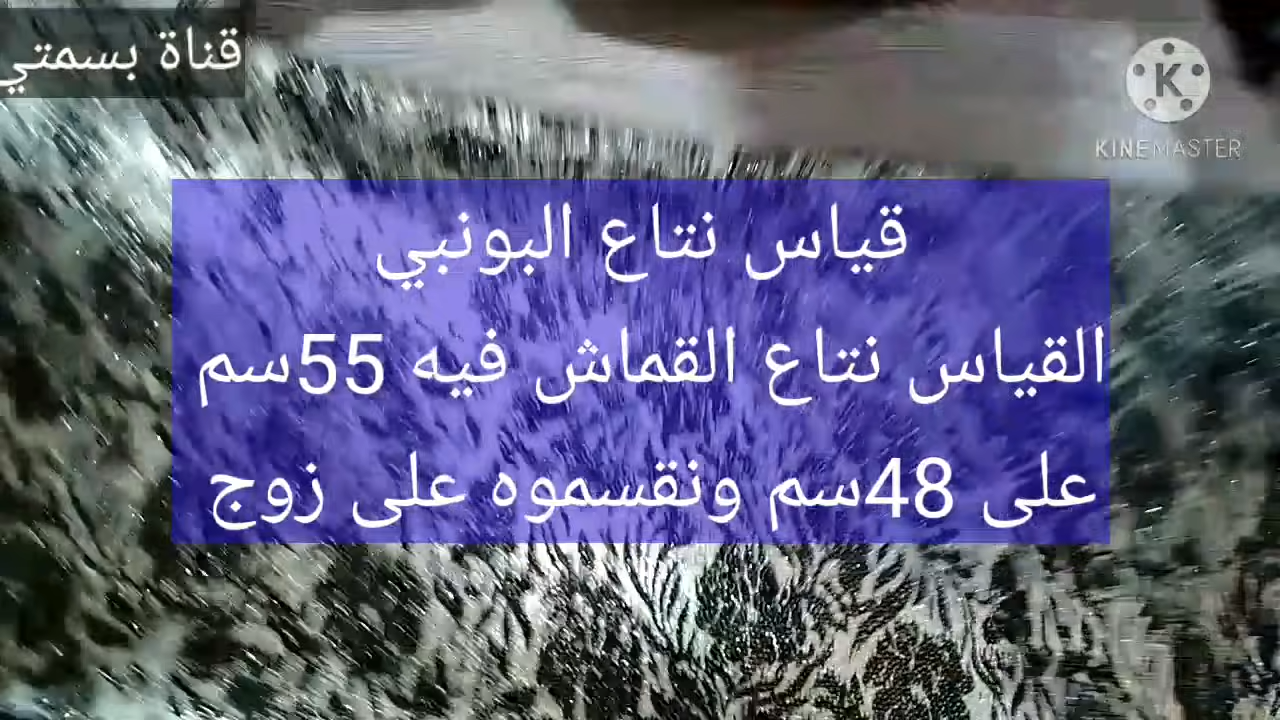 قناة بسمتي
KINEMASTER
قياس نتاع البونبي
القياس نتاع القماش فيه 55سم
على 48سم ونقسموه على زوج